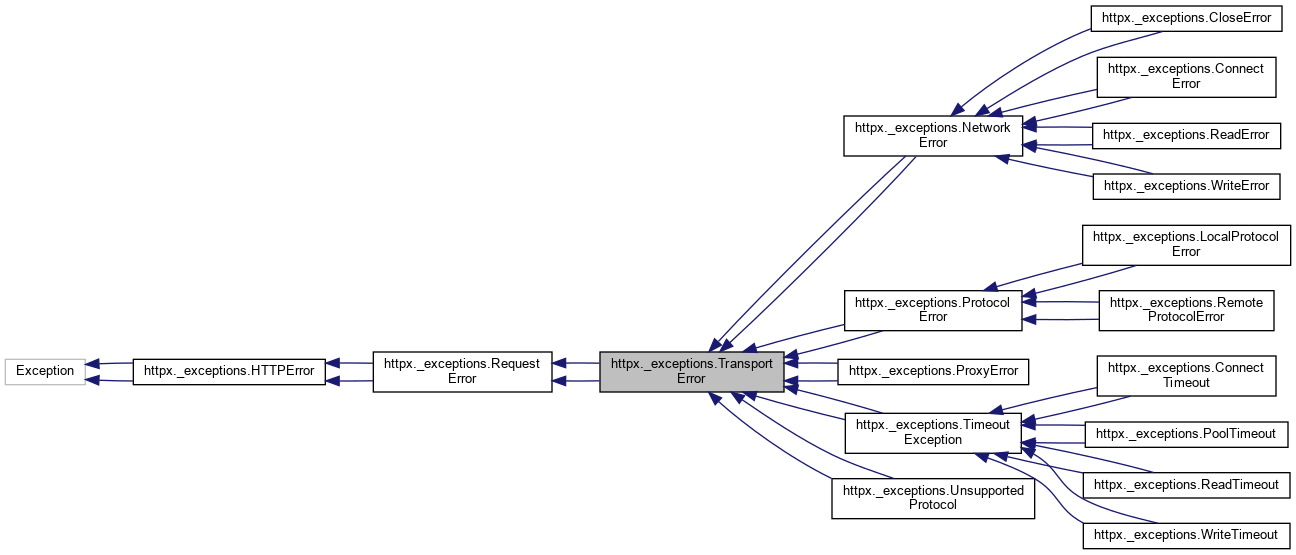 Exception
httpx._exceptions.HTTPError
httpx._exceptions.Request
Error
httpx._exceptions.Transport
Error
httpx._exceptions.Network
Error
httpx._exceptions.CloseError
httpx._exceptions.Connect
Error
httpx._exceptions.ReadError
httpx._exceptions.WriteError
httpx._exceptions.Protocol
Error
httpx._exceptions.LocalProtocol
Error
httpx._exceptions.Remote
ProtocolError
httpx._exceptions.ProxyError
httpx._exceptions.Timeout
Exception
httpx._exceptions.Connect
Timeout
httpx._exceptions.PoolTimeout
httpx._exceptions.ReadTimeout
httpx._exceptions.WriteTimeout
httpx._exceptions.Unsupported
Protocol